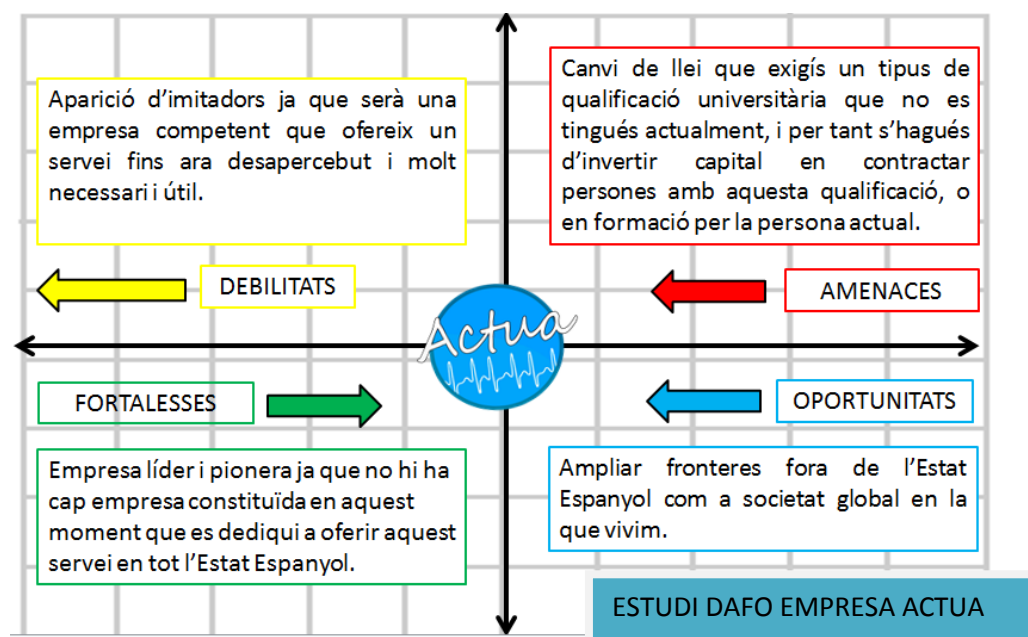 Aparició d’imitadors ja que serà una
empresa competent que ofereix un
servei fins ara desapercebut i molt
necessari i útil.
DEBILITATS
Canvi de llei que exigís un tipus de
qualificació universitària que no es
tingués actualment, i per tant s’hagués
d’invertir capital en contractar
persones amb aquesta qualificació, o
en formació per la persona actual.
AMENACES
Actua
FORTALESSES
Empresa líder i pionera ja que no hi ha
cap empresa constituïda en aquest
moment que es dediqui a oferir aquest
servei en tot l’Estat Espanyol.
OPORTUNITATS
Ampliar fronteres fora de l’Estat
Espanyol com a societat global en la
que vivim.
ESTUDI DAFO EMPRESA ACTUA